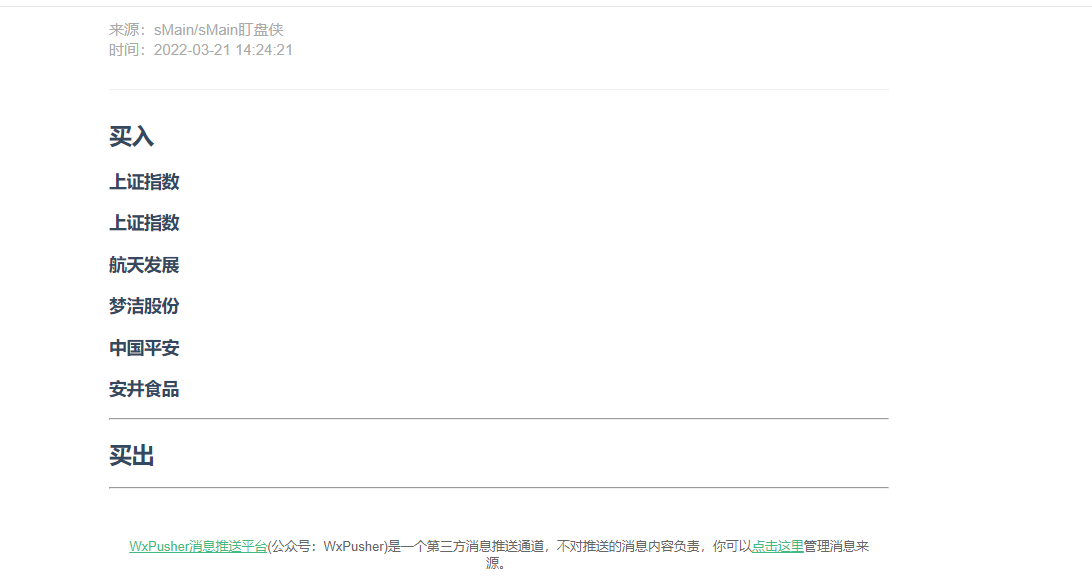 来源：sMain/sMain盯盘侠
时间：2022-03-21 14:24:21
买入
上证指数
上证指数
航天发展
梦洁股份
中国平安
安井食品
买出
WxPusher消息推送平台(公众号：WxPusher)是一个第三方消息推送通道，不对推送的消息内容负责，你可以点击这里管理消息来
源。